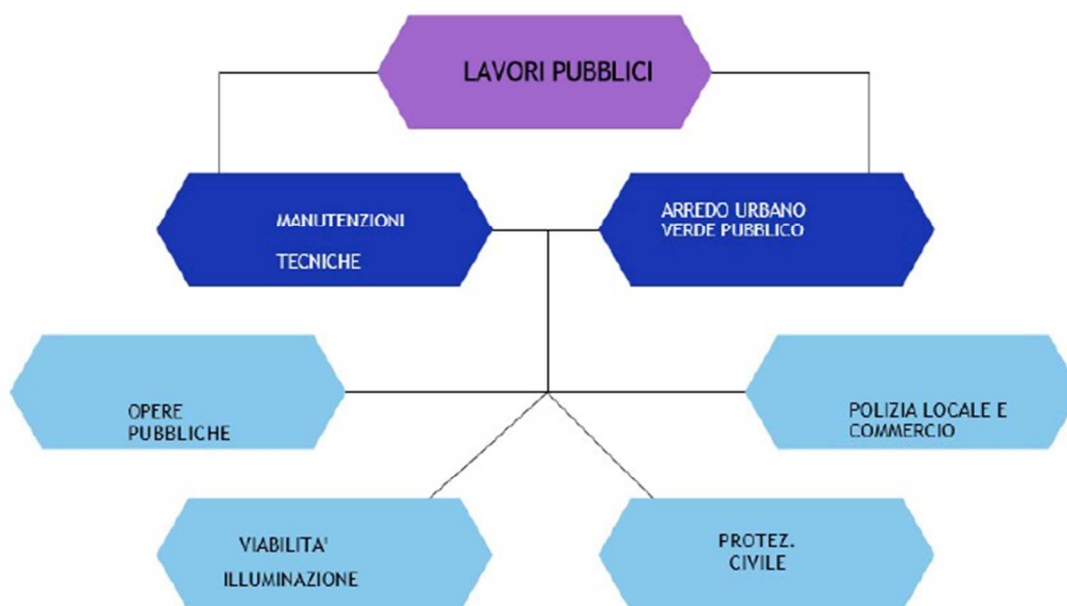 LAVORI PUBBLICI
MANUTENZIONI
TECNICHE
ARREDO URBANO
VERDE PUBBLICO
OPERE
PUBBLICHE
POLIZIA LOCALE E
COMMERCIO
VIABILITA'
ILLUMINAZIONE
PROTEZ.
CIVILE